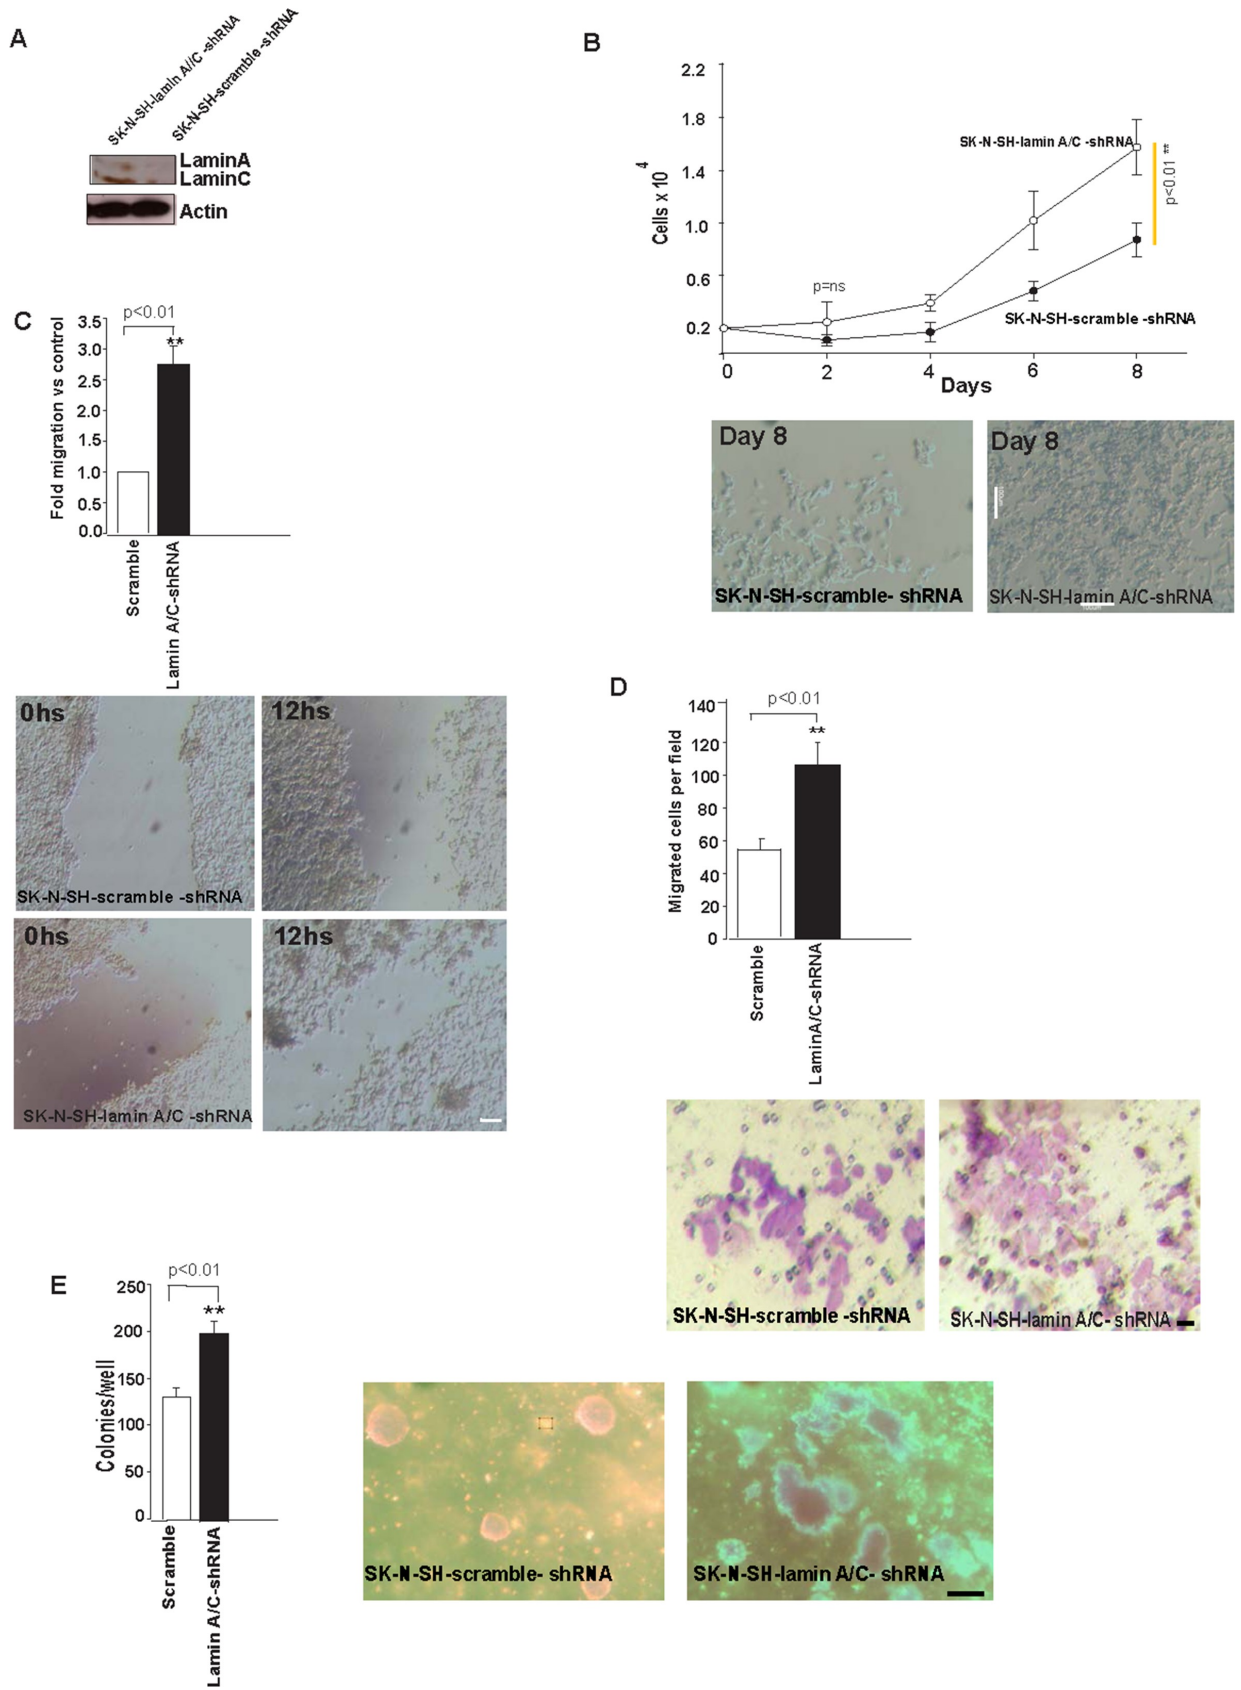 A
SK-N-SH-lamin A//C -shRNA
SK-N-SH-scramble -shRNA
LaminA
LaminC
Actin
B
2.2
1.8
1.4
1.0
0.6
0.2
Cells x 10 4
SK-N-SH-lamin A/C -shRNA
p<0.01 **
p=ns
SK-N-SH-scramble -shRNA
0 2 4 6 8
Days
Day 8
SK-N-SH-scramble- shRNA
Day 8
SK-N-SH-lamin A/C-shRNA
C
p<0.01
**
3.5
3.0
2.5
2.0
1.5
1.0
0.5
0.0
Fold migration vs control
Scramble
Lamin A/C-shRNA
0hs
SK-N-SH-scramble -shRNA
12hs
0hs
SK-N-SH-lamin A/C -shRNA
12hs
D
p<0.01
**
140
120
100
80
60
40
20
0
Migrated cells per field
Scramble
LaminA/C-shRNA
SK-N-SH-scramble -shRNA
SK-N-SH-lamin A/C- shRNA
E
p<0.01
**
250
200
150
100
50
0
Colonies/well
Scramble
Lamin A/C-shRNA
SK-N-SH-scramble- shRNA
SK-N-SH-lamin A/C- shRNA